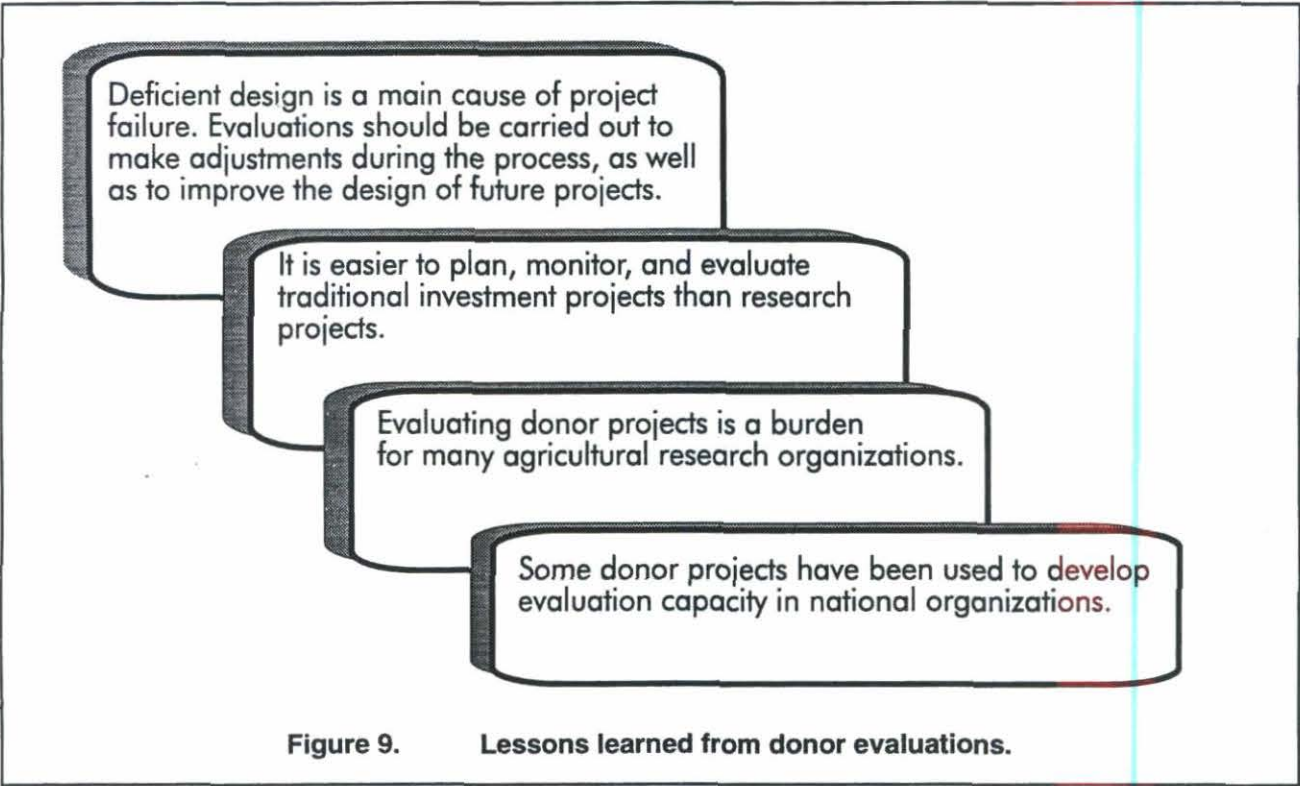 Deficient design is a main cause of project
failure. Evaluations should be carried out to
make adjustments during the process, as well
as to improve the design of future projects.
It is easier to plan, monitor, and evaluate
traditional investment projects than research
projects.
Evaluating donor projects is a burden
for many agricultural research organizations.
Some donor projects have been used to develop
evaluation capacity in national organizations.
Figure 9. Lessons learned from donor evaluations.